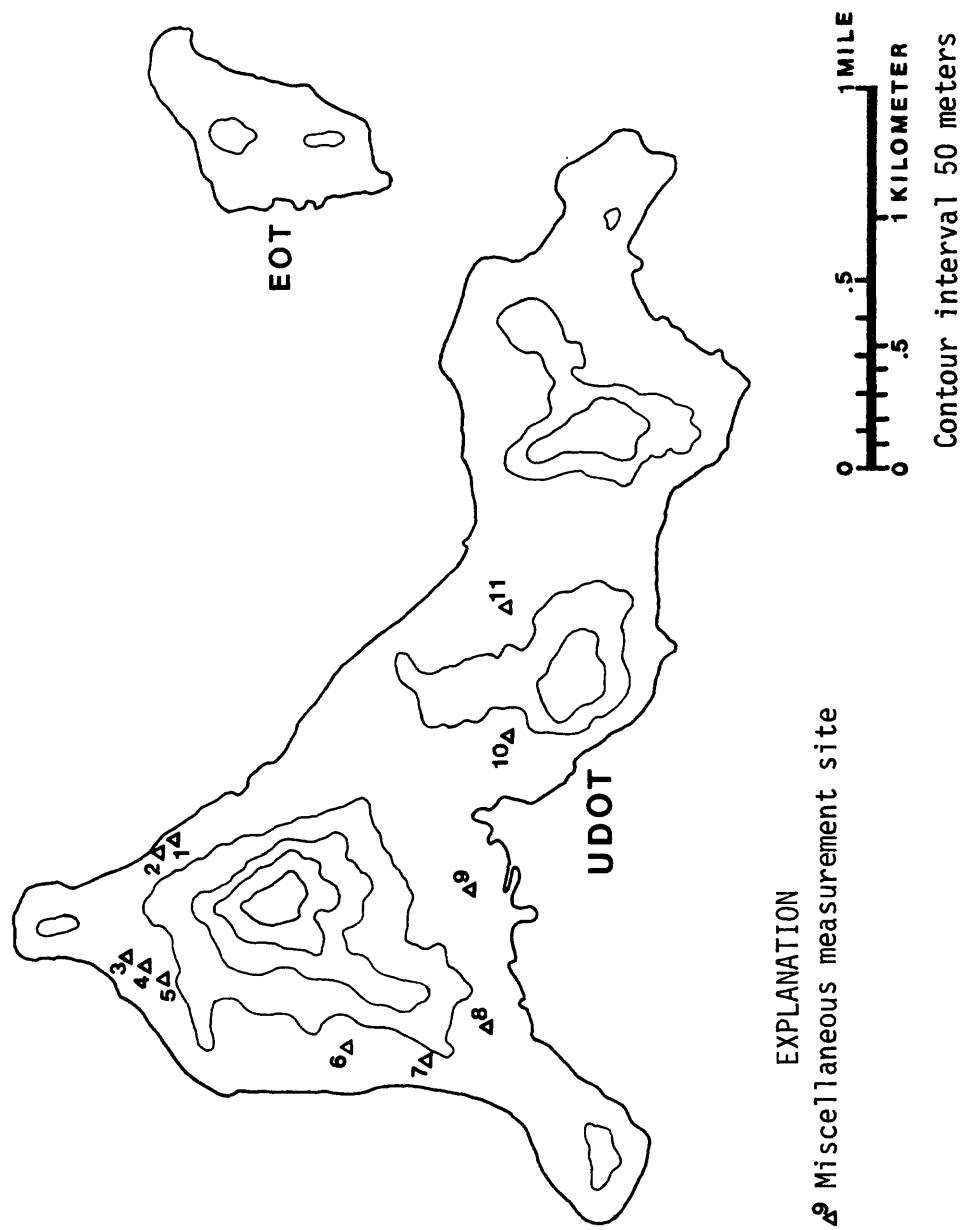 EOT
UDOT
1
2
3
4
5
6
7
8
9
10
11
EXPLANATION
9 Miscellaneous measurement site
0 .5 1 MILE
0 .5 1 KILOMETER
Contour interval 50 meters